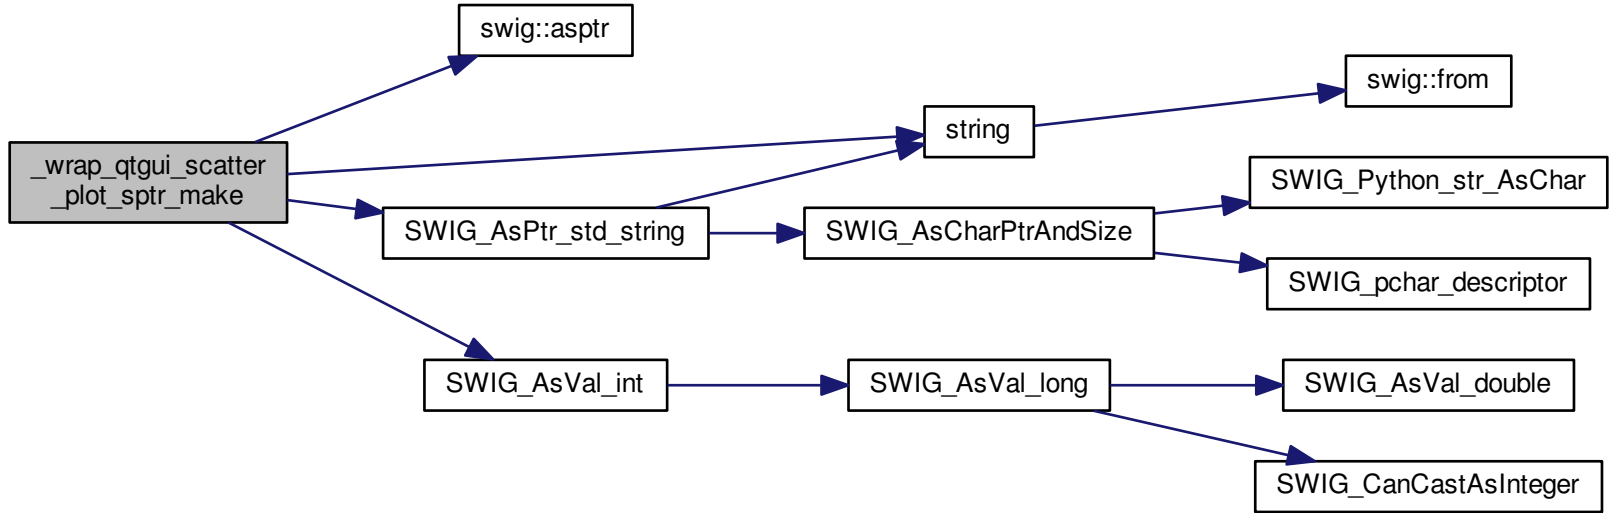 swig::asptr
swig::from
string
_wrap_qtgui_scatter
_plot_sptr_make
SWIG_Python_str_AsChar
SWIG_AsPtr_std_string
SWIG_AsCharPtrAndSize
SWIG_pchar_descriptor
SWIG_AsVal_int
SWIG_AsVal_long
SWIG_AsVal_double
SWIG_CanCastAsInteger